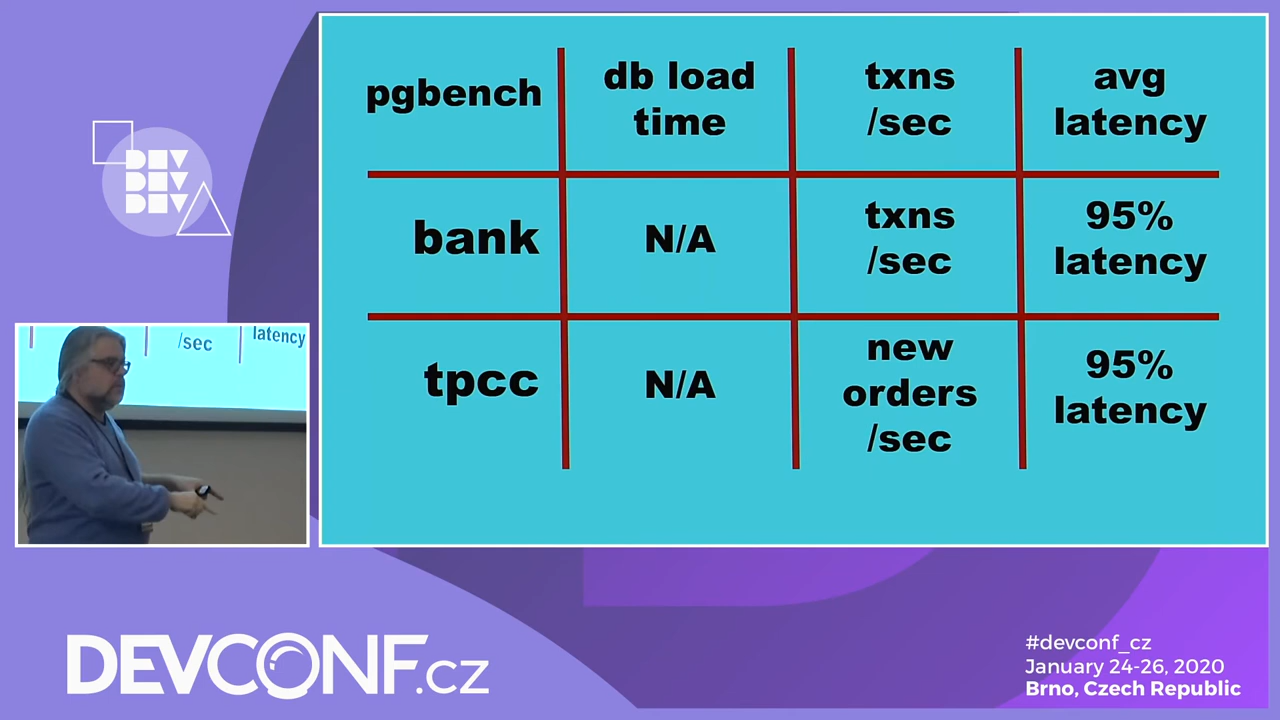 pgbench
db load
time
txns
/sec
avg
latency
bank
N/A
txns
/sec
95%
latency
tpcc
N/A
new
orders
/sec
95%
latency
DEV
DEV
DEV
/sec
latency
DEVCONF.cz
#devconf_cz
January 24-26, 2020
Brno, Czech Republic